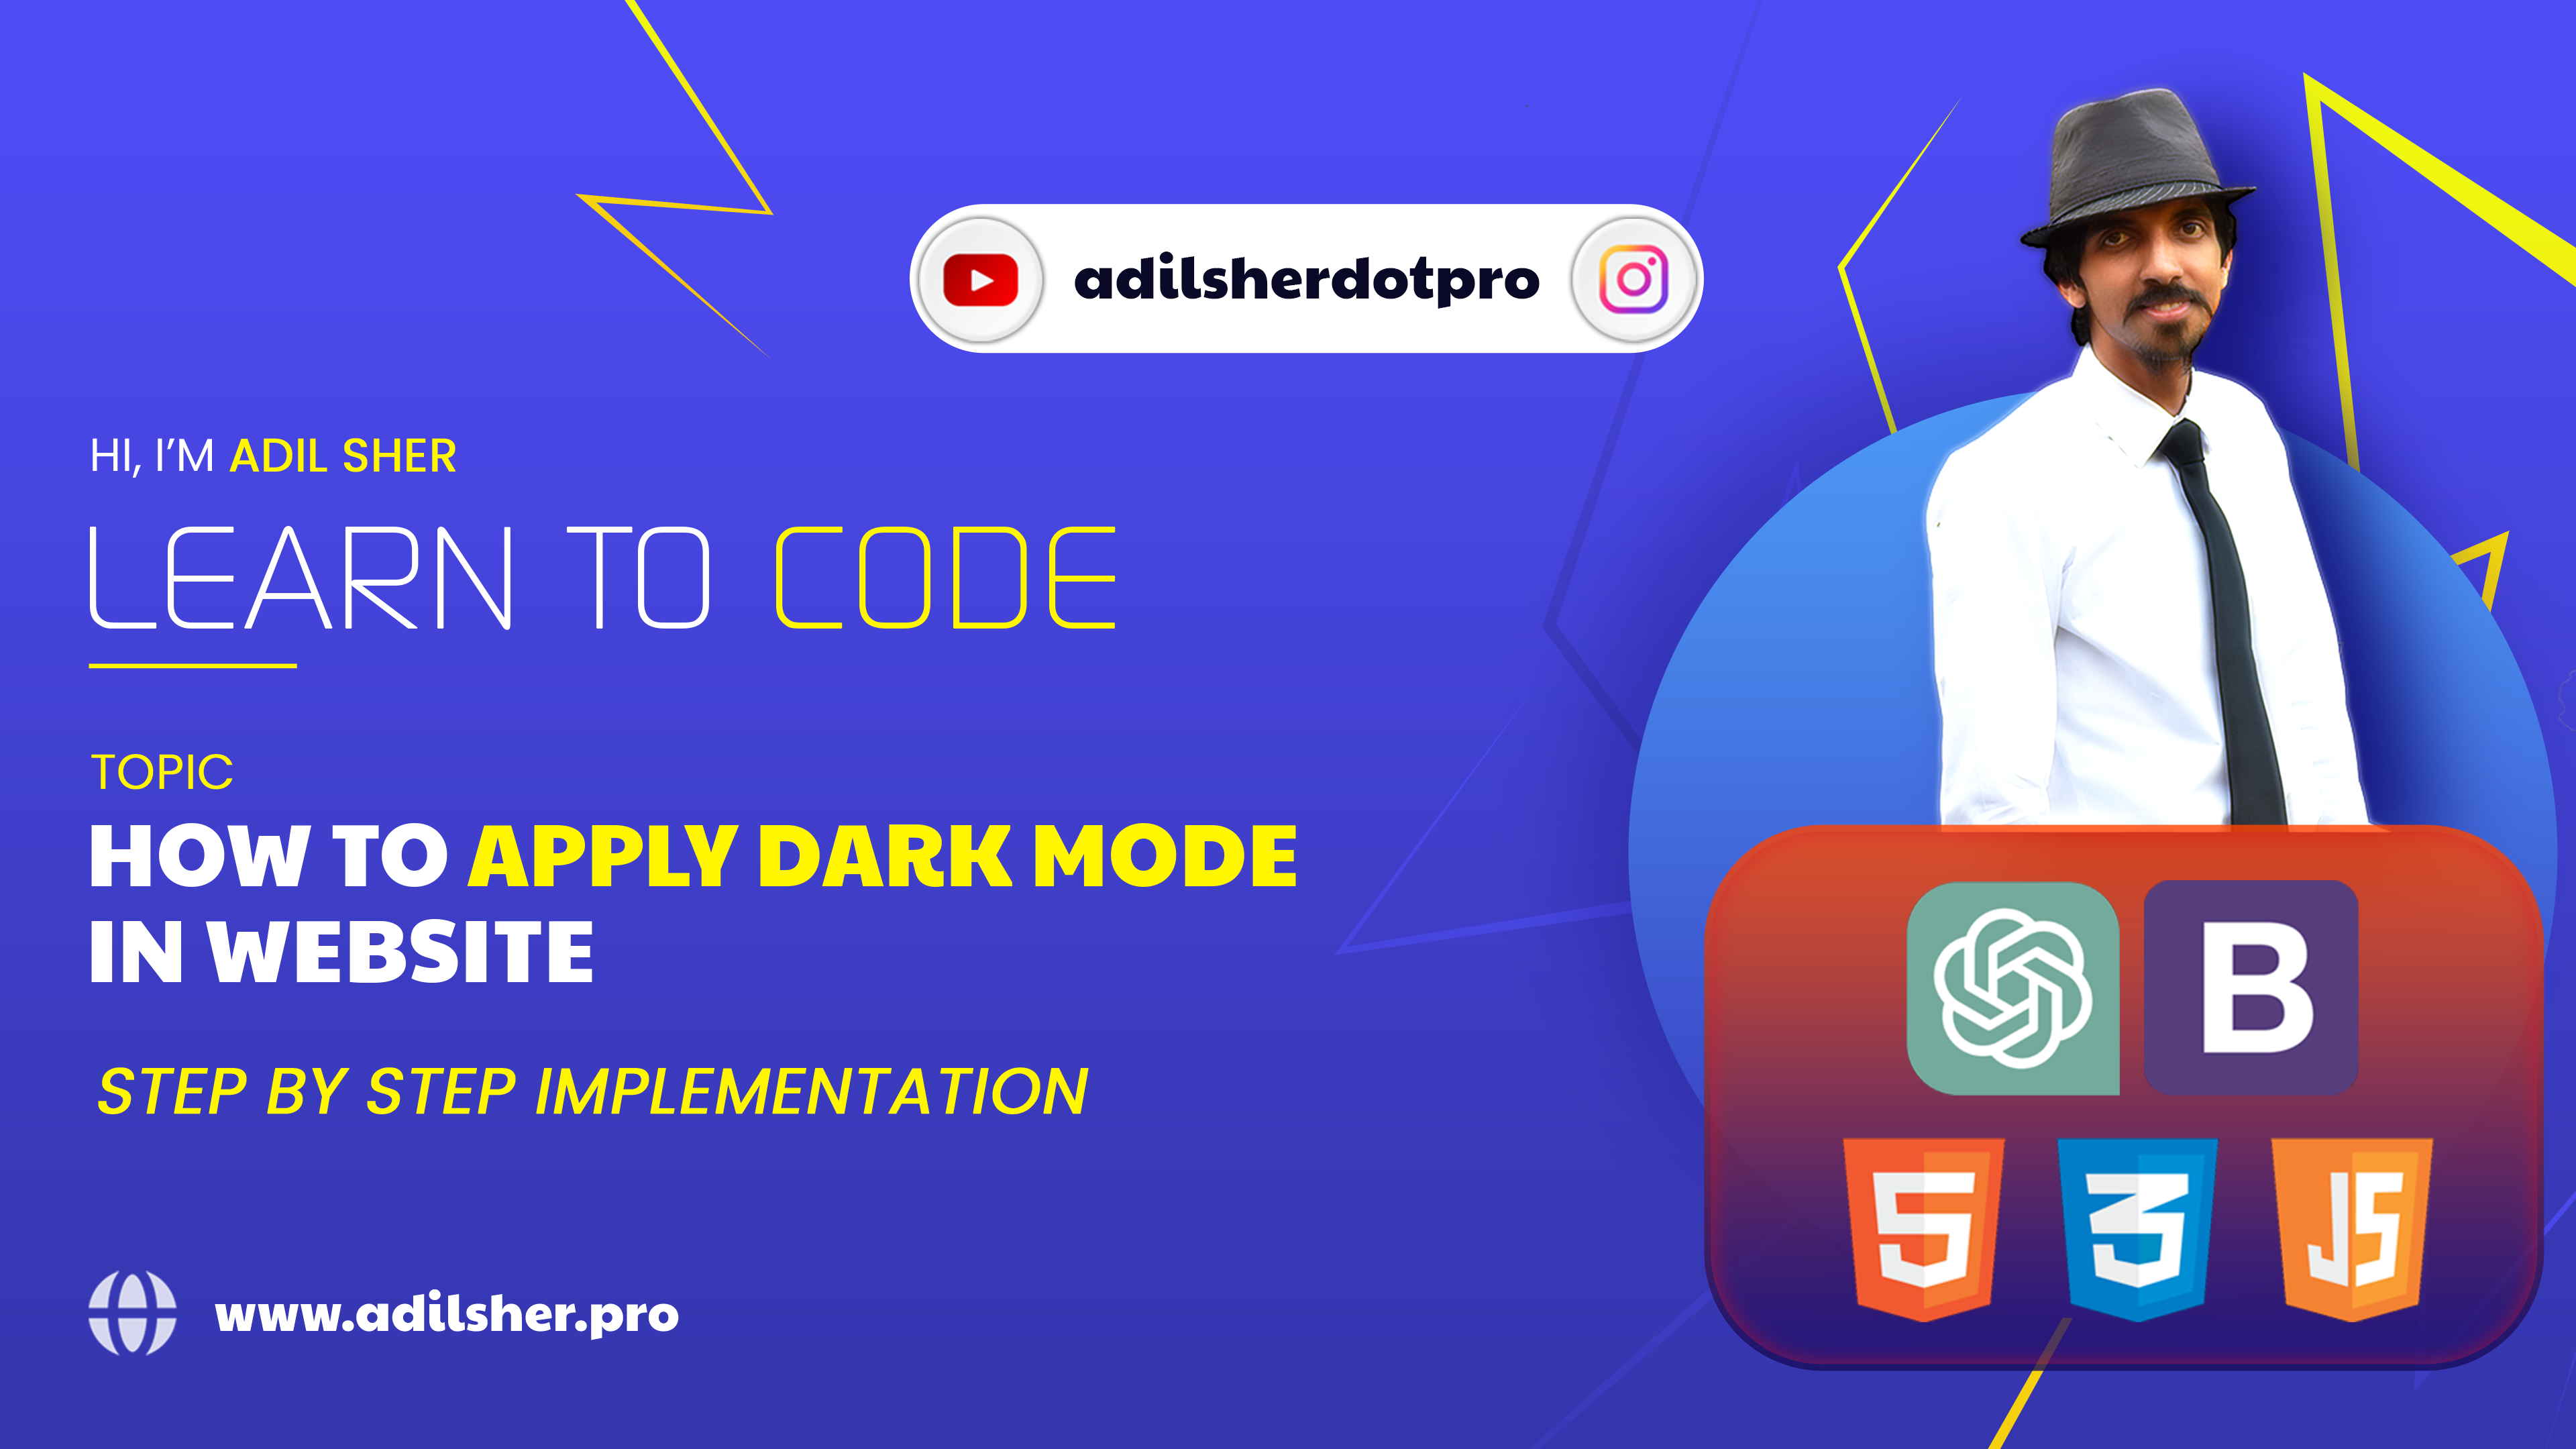 adilsherdotpro
HI, I'M ADIL SHER
LEARN TO CODE
TOPIC
HOW TO APPLY DARK MODE
IN WEBSITE
STEP BY STEP IMPLEMENTATION
www.adilsher.pro
B
5
3
JS